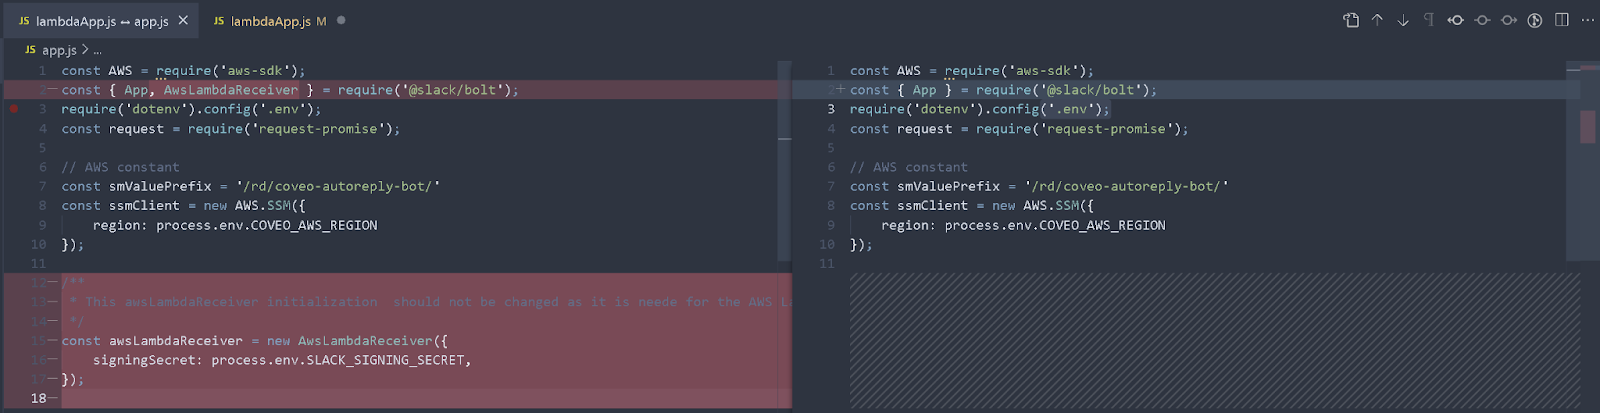 JS lambdaApp.js ↔ app.js × JS lambdaApp.js M
JS app.js > ...
1 const AWS = require('aws-sdk');
2 const { App, AwsLambdaReceiver } = require('@slack/bolt');
3 require('dotenv').config('.env');
4 const request = require('request-promise');
5
6 // AWS constant
7 const smValuePrefix = '/rd/coveo-autoreply-bot/'
8 const ssmClient = new AWS.SSM({
9 region: process.env.COVEO_AWS_REGION
10 });
11
12 /**
13 * This awsLambdaReceiver initialization  should not be changed as it is neede for the AWS La
14 */
15 const awsLambdaReceiver = new AwsLambdaReceiver({
16 signingSecret: process.env.SLACK_SIGNING_SECRET,
17 });
18
1 const AWS = require('aws-sdk');
2 const { App } = require('@slack/bolt');
3 require('dotenv').config('.env');
4 const request = require('request-promise');
5
6 // AWS constant
7 const smValuePrefix = '/rd/coveo-autoreply-bot/'
8 const ssmClient = new AWS.SSM({
9 region: process.env.COVEO_AWS_REGION
10 });
11